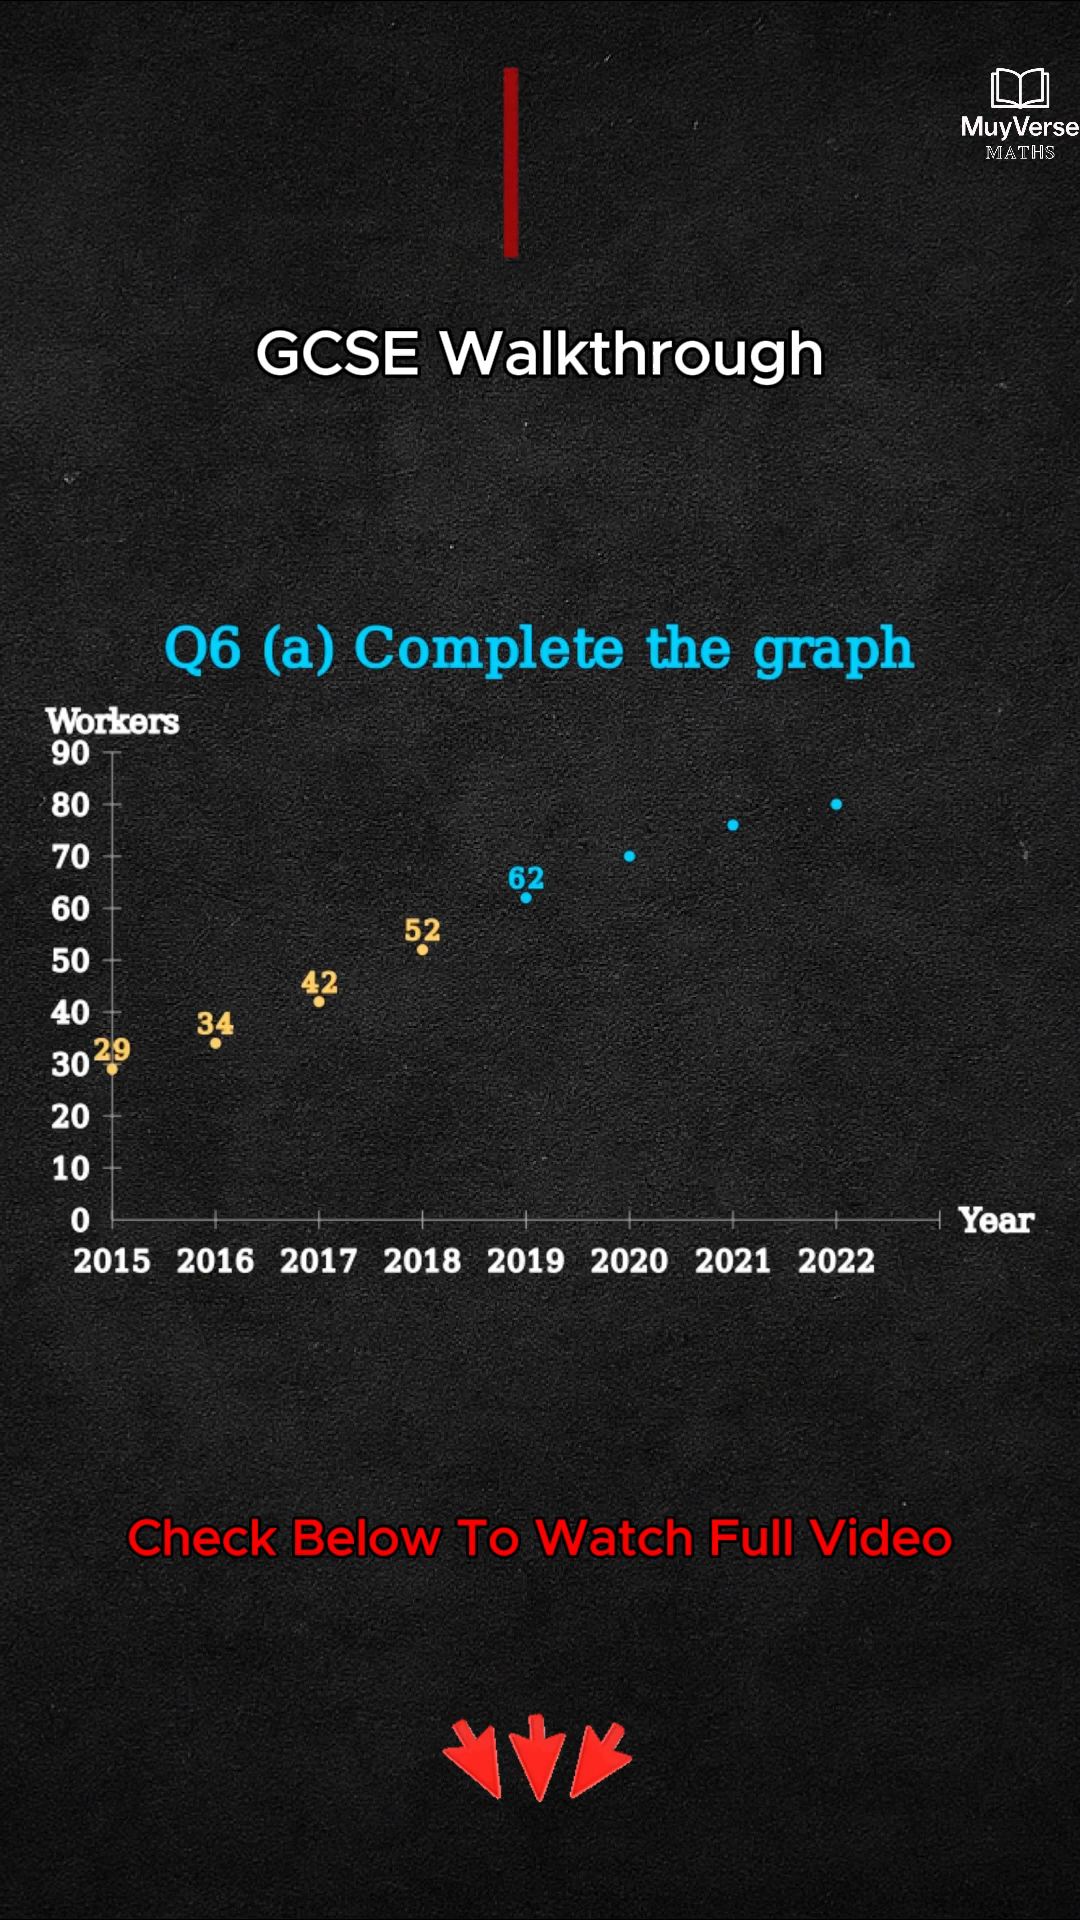 MuyVerse
MATHS
GCSE Walkthrough
Q6 (a) Complete the graph
Workers
90
80
70
62
60
52
50
42
40
34
29
30
20
10
0
Year
2015 2016 2017 2018 2019 2020 2021 2022
Check Below To Watch Full Video